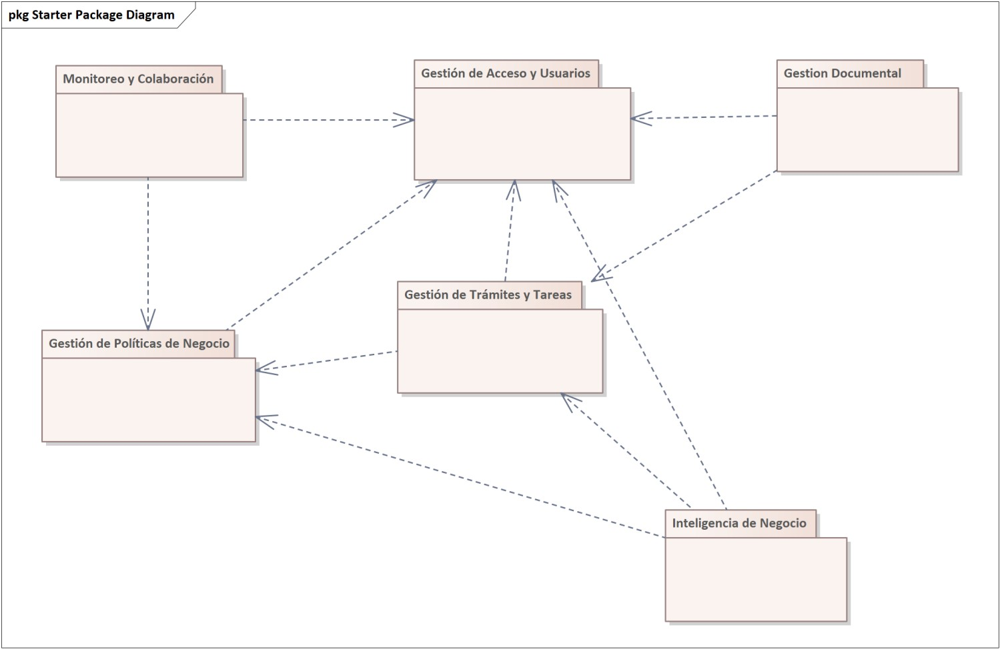 pkg Starter Package Diagram
Monitoreo y Colaboración
Gestión de Acceso y Usuarios
Gestion Documental
Gestión de Trámites y Tareas
Gestión de Políticas de Negocio
Inteligencia de Negocio